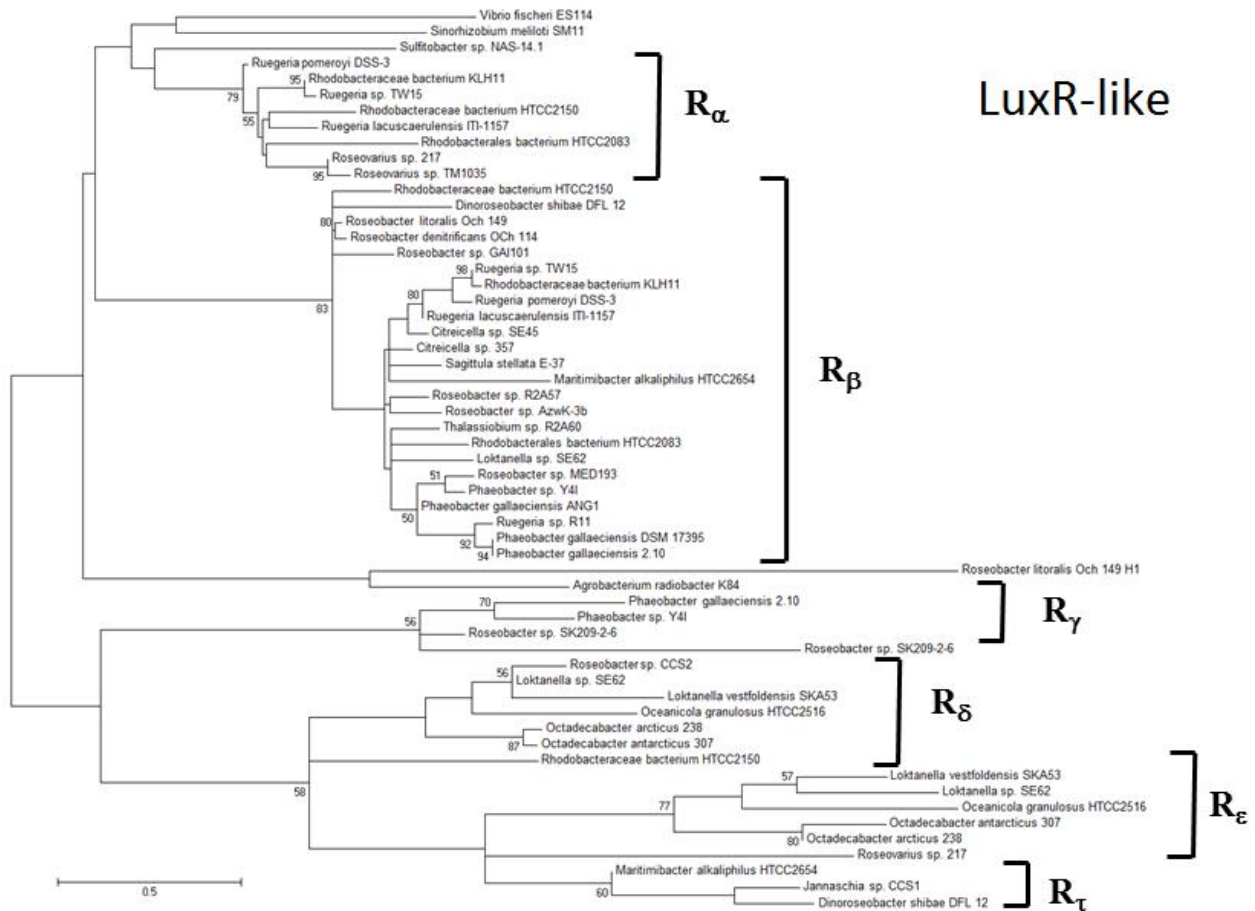 Vibrio fischeri ES114
Sinorhizobium meliloti SM11
Sulfitobacter sp. NAS-14.1
Ruegeria pomeroyi DSS-3
95 Rhodobacteraceae bacterium KLH11
79 Ruegeria sp. TW15
55 Rhodobacteraceae bacterium HTCC2150
Ruegeria lacuscaerulensis ITI-1157
Rhodobacterales bacterium HTCC2083
Roseovarius sp. 217
95 Roseovarius sp. TM1035
Rα
LuxR-like
Rhodobacteraceae bacterium HTCC2150
Dinoroseobacter shibae DFL 12
80 Roseobacter litoralis Och 149
Roseobacter denitrificans OCh 114
Roseobacter sp. GAI101
98 Ruegeria sp. TW15
Rhodobacteraceae bacterium KLH11
80 Ruegeria pomeroyi DSS-3
83 Ruegeria lacuscaerulensis ITI-1157
Citreicella sp. SE45
Citreicella sp. 357
Sagittula stellata E-37
Maritimibacter alkaliphilus HTCC2654
Roseobacter sp. R2A57
Roseobacter sp. AzwK-3b
Thalassiobium sp. R2A60
Rhodobacterales bacterium HTCC2083
Loktanella sp. SE62
51 Roseobacter sp. MED193
Phaeobacter sp. Y4I
50 Phaeobacter gallaeciensis ANG1
Ruegeria sp. R11
92 Phaeobacter gallaeciensis DSM 17395
94 Phaeobacter gallaeciensis 2.10
Rβ
Roseobacter litoralis Och 149 H1
Agrobacterium radiobacter K84
70 Phaeobacter gallaeciensis 2.10
56 Phaeobacter sp. Y4I
Roseobacter sp. SK209-2-6
Roseobacter sp. SK209-2-6
Rγ
56 Roseobacter sp. CCS2
Loktanella sp. SE62
Loktanella vestfoldensis SKA53
Oceanicola granulosus HTCC2516
Octadecabacter arcticus 238
87 Octadecabacter antarcticus 307
Rhodobacteraceae bacterium HTCC2150
Rδ
58
57 Loktanella vestfoldensis SKA53
Loktanella sp. SE62
77 Oceanicola granulosus HTCC2516
Octadecabacter antarcticus 307
80 Octadecabacter arcticus 238
Roseovarius sp. 217
Rε
Maritimibacter alkaliphilus HTCC2654
60 Jannaschia sp. CCS1
Dinoroseobacter shibae DFL 12
Rτ
0.5